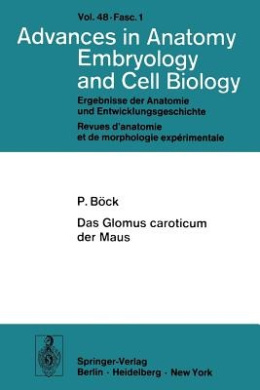 Vol. 48 · Fasc. 1
Advances in Anatomy
Embryology
and Cell Biology
Ergebnisse der Anatomie
und Entwicklungsgeschichte
Revues d'anatomie
et de morphologie expérimentale
P. Böck
Das Glomus caroticum
der Maus
Springer-Verlag
Berlin · Heidelberg · New York